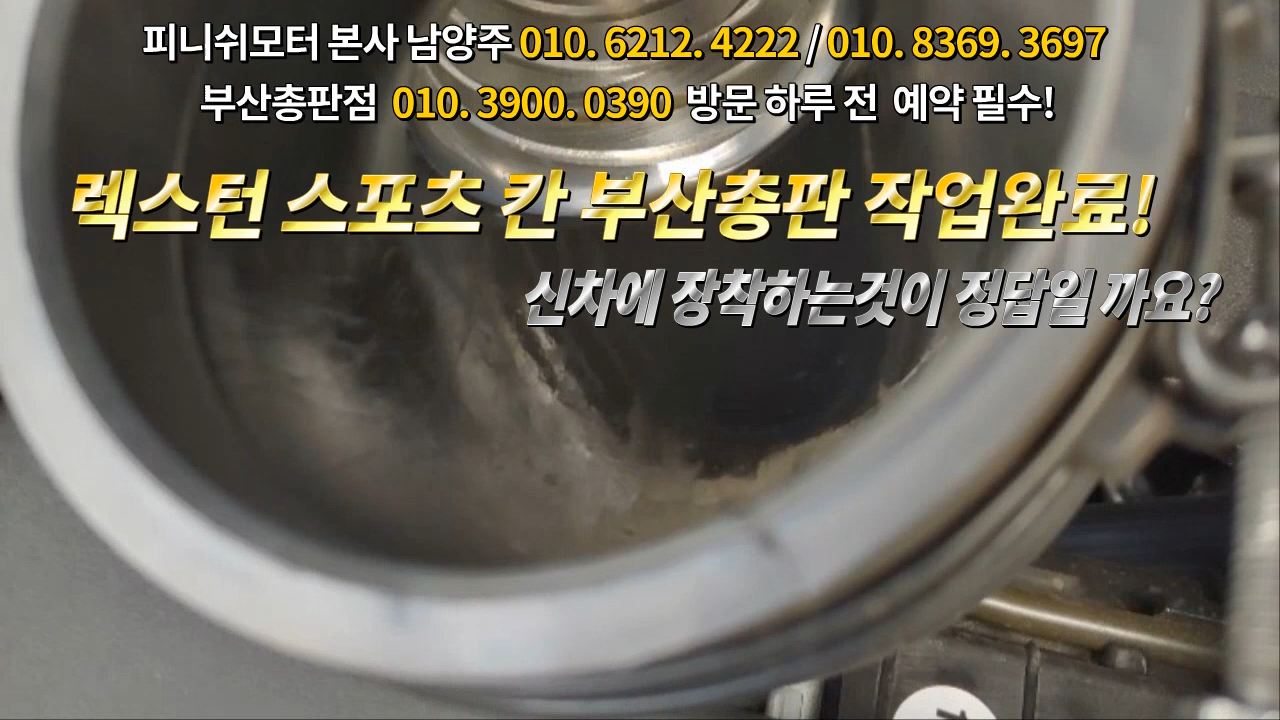 피니쉬모터 본사 남양주 010. 6212. 4222 / 010. 8369. 3697
부산총판점 010. 3900. 0390 방문 하루 전 예약 필수!
렉스턴 스포츠 칸 부산총판 작업완료!
신차에 장착하는것이 정답일 까요?